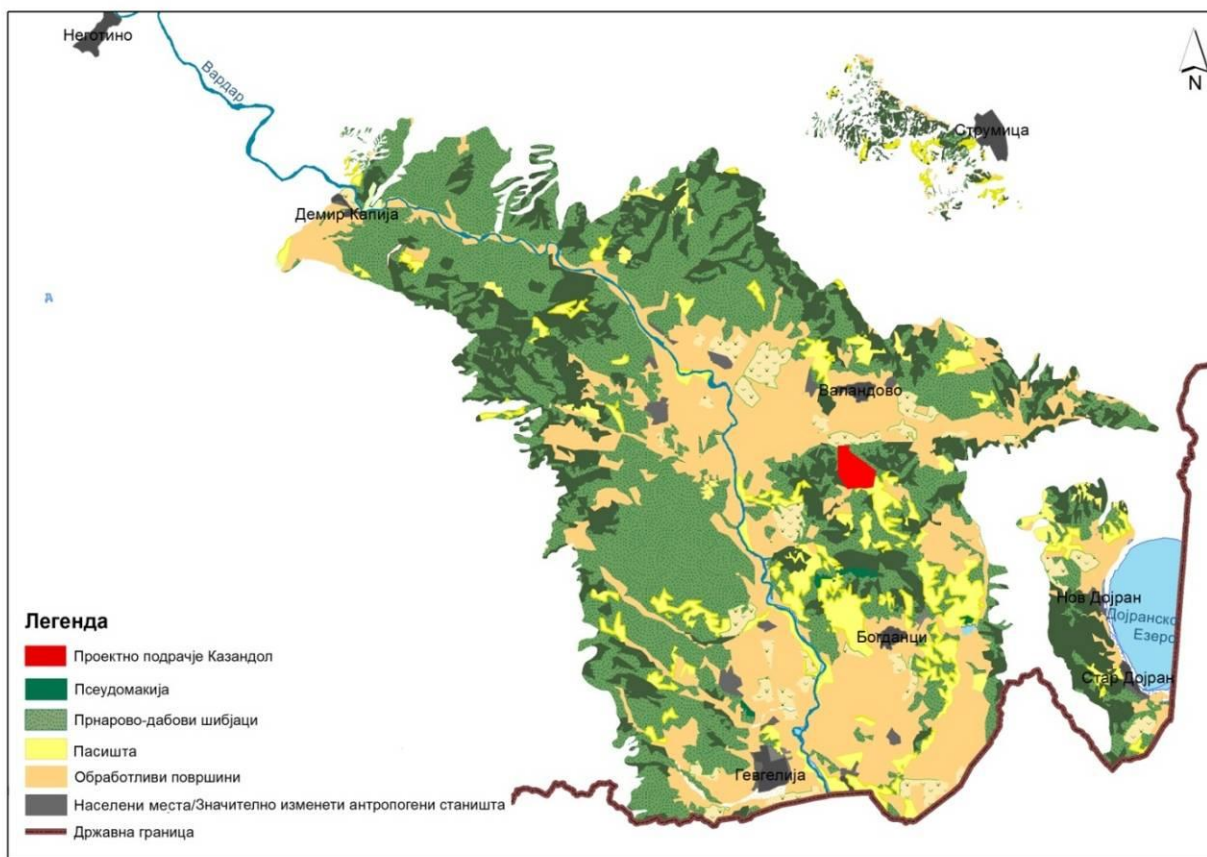 Неготино
Вардар
N
Струмица
Демир Капија
Валандово
Нов Дојран
Дојранско
Езеро
Богданци
Стар Дојран
Гевгелија
Легенда
Проектно подрачје Казандол
Псеудомакија
Прнарово-дабови шибјаци
Пасишта
Обработливи површини
Населени места/Значително изменети антропогени станишта
Државна граница